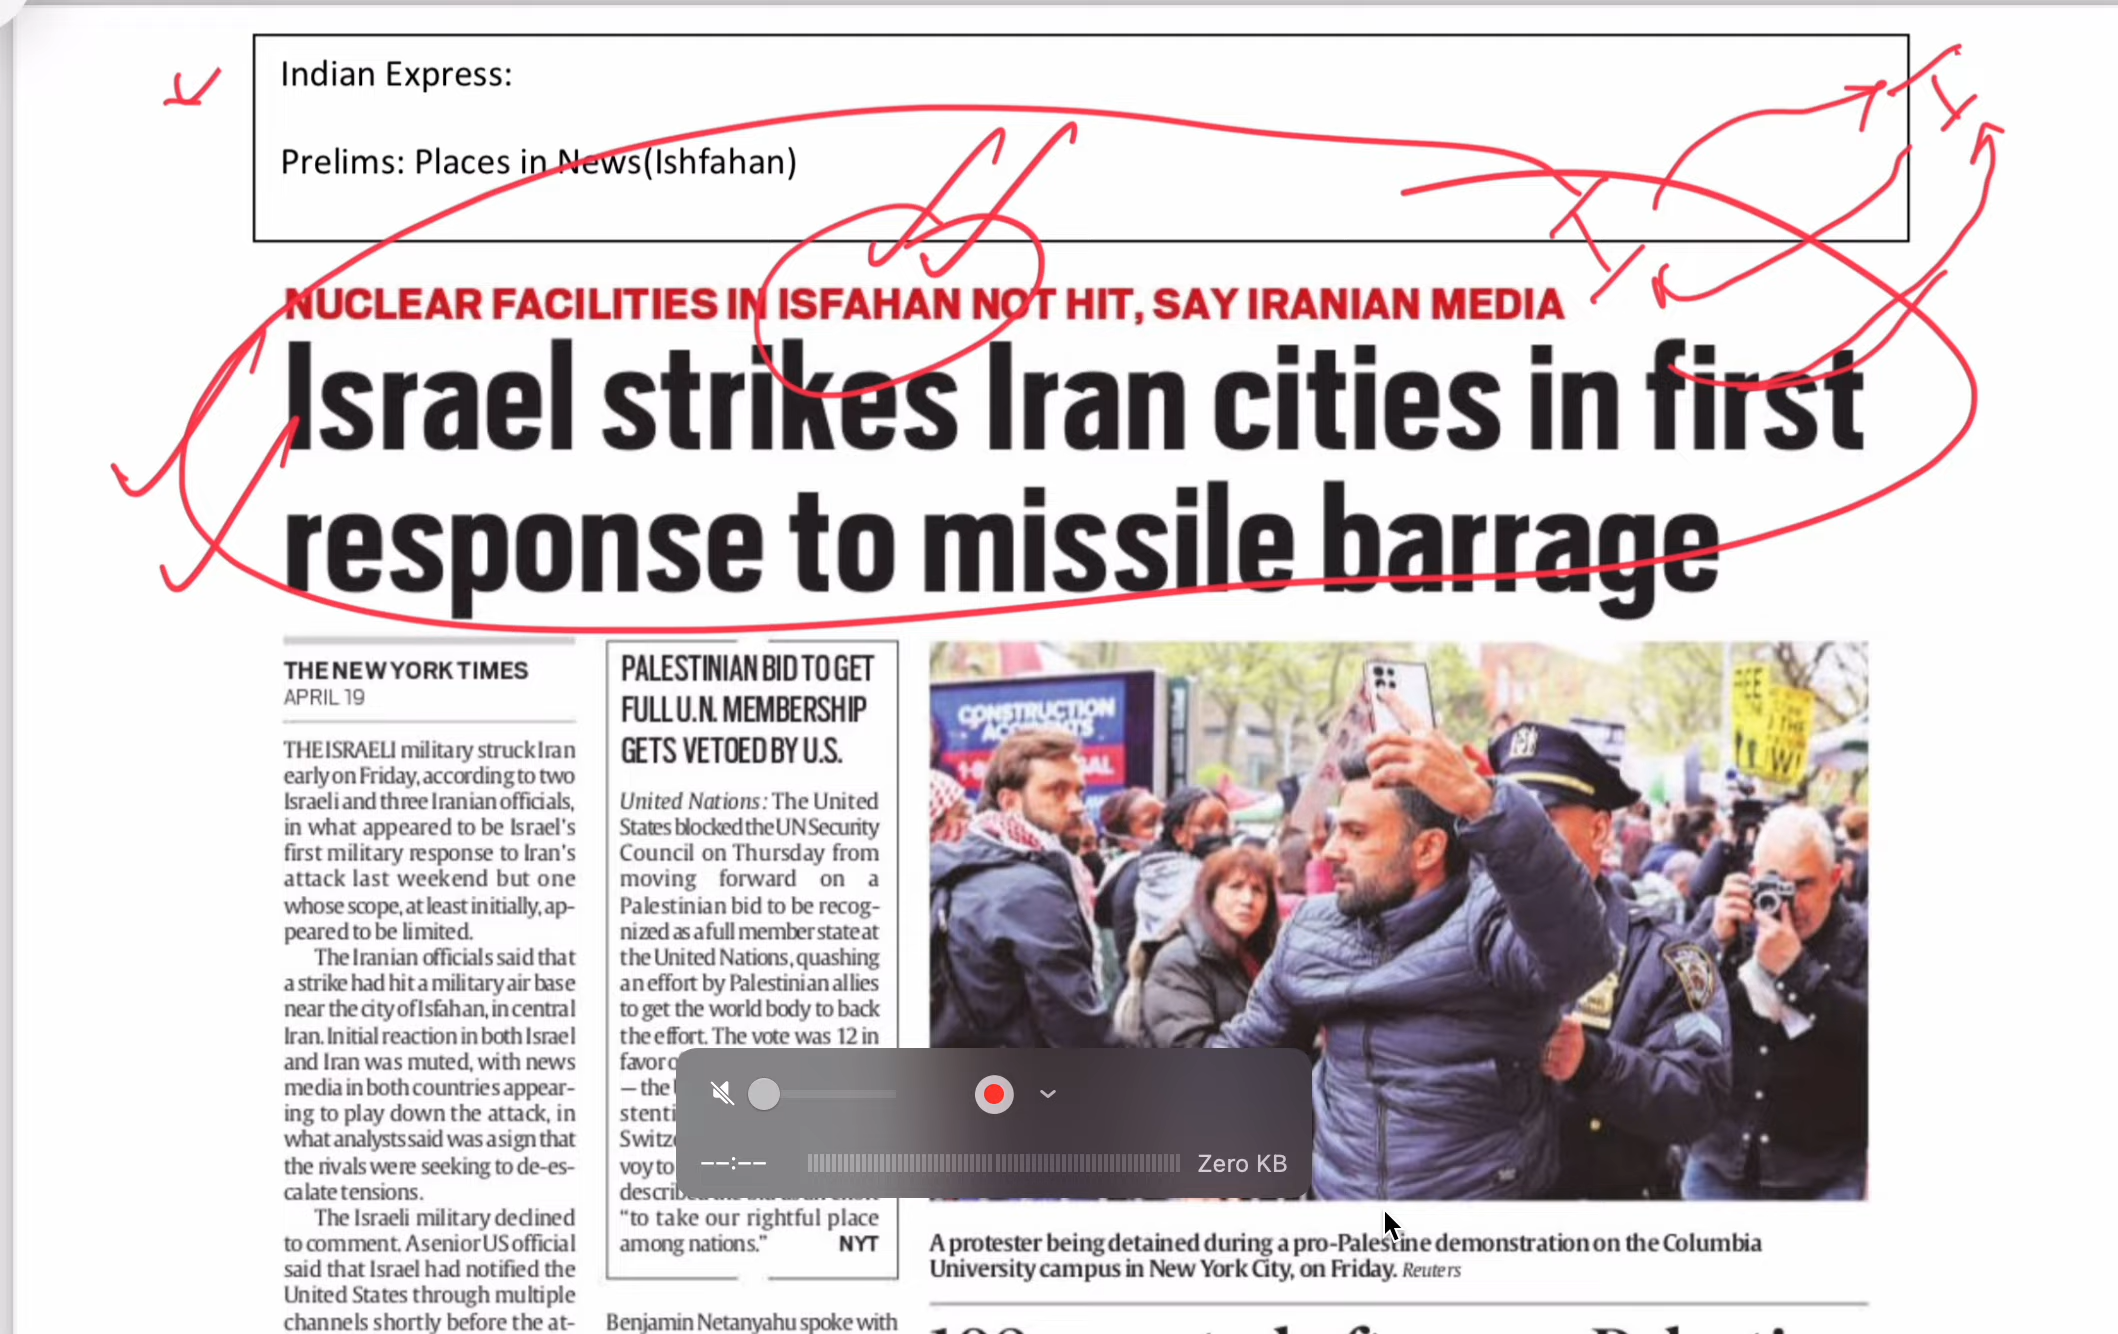 Indian Express:
Prelims: Places in News(Ishfahan)
NUCLEAR FACILITIES IN ISFAHAN NOT HIT, SAY IRANIAN MEDIA
Israel strikes Iran cities in first
response to missile barrage
THE NEW YORK TIMES
APRIL 19
THE ISRAELI military struck Iran
early on Friday, according to two
Israeli and three Iranian officials,
in what appeared to be Israel's
first military response to Iran's
attack last weekend but one
whose scope, at least initially, ap-
peared to be limited.
The Iranian officials said that
a strike had hit a military air base
near the city of Isfahan, in central
Iran. Initial reaction in both Israel
and Iran was muted, with news
media in both countries appear-
ing to play down the attack, in
what analysts said was a sign that
the rivals were seeking to de-es-
calate tensions.
The Israeli military declined
to comment. A senior US official
said that Israel had notified the
United States through multiple
channels shortly before the at-
PALESTINIAN BID TO GET
FULL U.N. MEMBERSHIP
GETS VETOED BY U.S.
United Nations: The United
States blocked the UN Security
Council on Thursday from
moving forward on a
Palestinian bid to be recog-
nized as a full member state at
the United Nations, quashing
an effort by Palestinian allies
to get the world body to back
the effort. The vote was 12 in
— the
"to take our rightful place
among nations." NYT
Benjamin Netanyahu spoke with
CONSTRUCTION
A protester being detained during a pro-Palestine demonstration on the Columbia
University campus in New York City, on Friday. Reuters
--:-- Zero KB